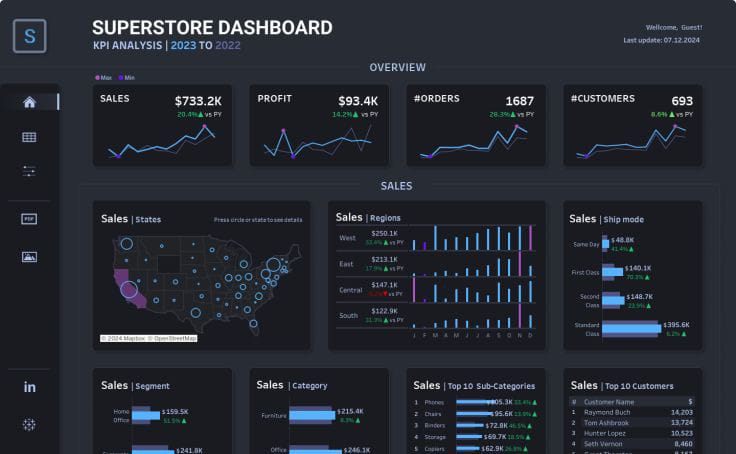 S
SUPERSTORE DASHBOARD
KPI ANALYSIS | 2023 TO 2022
Wellcome, Guest!
Last update: 07.12.2024
OVERVIEW
Max Min
SALES $733.2K
20.4%▲ vs PY
PROFIT $93.4K
14.2%▲ vs PY
#ORDERS 1687
28.3%▲ vs PY
#CUSTOMERS 693
8.6%▲ vs PY
SALES
Sales | States
Press circle or state to see details
© 2024 Mapbox © OpenStreetMap
Sales | Regions
West $250.1K
33.4%▲ vs PY
East $213.1K
17.9%▲ vs PY
Central $147.1K
▼ vs PY
South $122.9K
31.3%▲ vs PY
J F M A M J J A S O N D
Sales | Ship mode
Same Day $48.8K
41.4%▲
First Class $140.1K
70.3%▲
Second Class $148.7K
23.9%▲
Standard Class $395.6K
6.2%▲
PDF
in
Sales | Segment
Home Office $159.5K
51.5%▲
$241.8K
Sales | Category
Furniture $215.4K
8.3%▲
Office $246.1K
Sales | Top 10 Sub-Categories
1 Phones $105.3K 33.4%▲
2 Chairs $95.6K 13.9%▲
3 Binders $72.8K 46.5%▲
4 Storage $69.7K 18.5%▲
5 Copiers $62.9K 26.8%▲
Sales | Top 10 Customers
# Customer Name $
1 Raymond Buch 14,203
2 Tom Ashbrook 13,724
3 Hunter Lopez 10,523
4 Seth Vernon 8,460